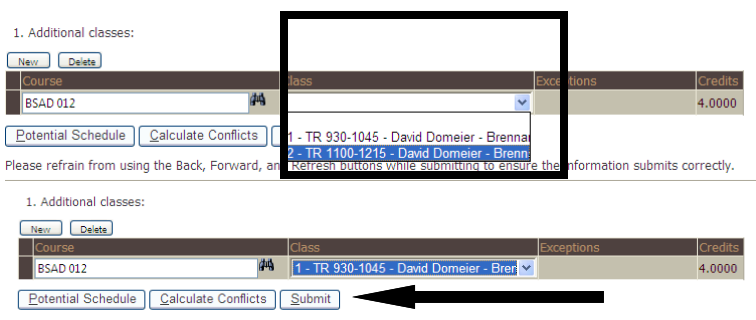 1. Additional classes:
New Delete
Course Class Exceptions Credits
BSAD 012 4.0000
1 - TR 930-1045 - David Domeier - Brennan
2 - TR 1100-1215 - David Domeier - Brenn
Potential Schedule Calculate Conflicts
Please refrain from using the Back, Forward, and Refresh buttons while submitting to ensure the information submits correctly.
1. Additional classes:
New Delete
Course Class Exceptions Credits
BSAD 012 1 - TR 930-1045 - David Domeier - Bren 4.0000
Potential Schedule Calculate Conflicts Submit